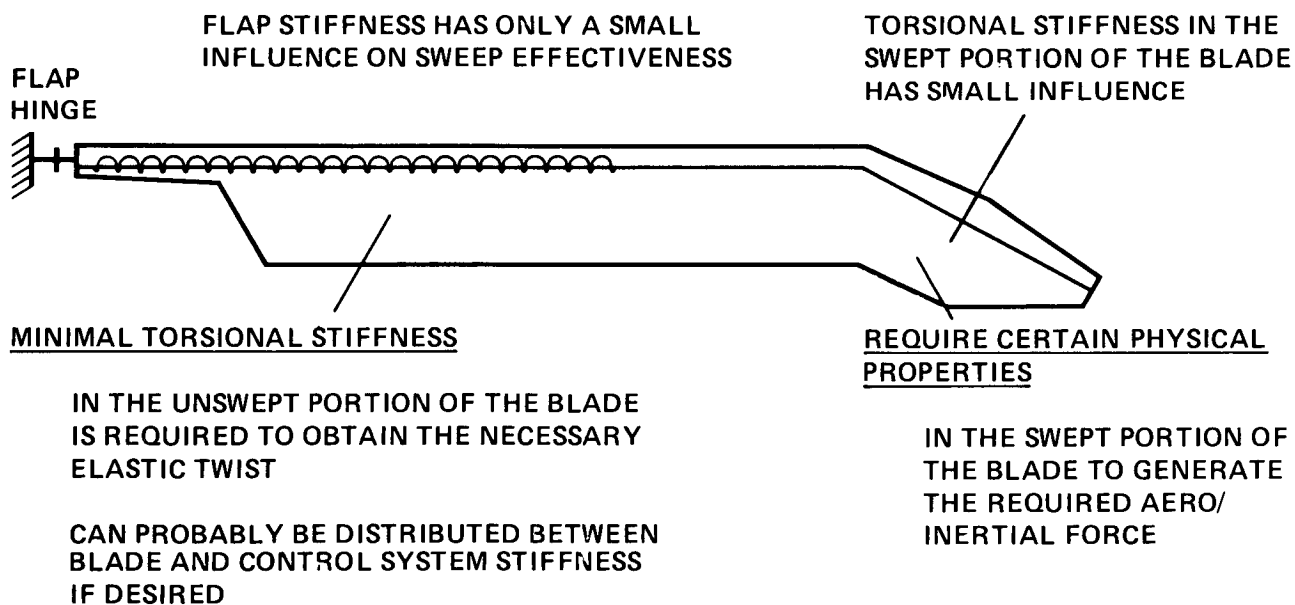 FLAP STIFFNESS HAS ONLY A SMALL
INFLUENCE ON SWEEP EFFECTIVENESS
TORSIONAL STIFFNESS IN THE
SWEPT PORTION OF THE BLADE
HAS SMALL INFLUENCE
FLAP
HINGE
MINIMAL TORSIONAL STIFFNESS
IN THE UNSWEPT PORTION OF THE BLADE
IS REQUIRED TO OBTAIN THE NECESSARY
ELASTIC TWIST
CAN PROBABLY BE DISTRIBUTED BETWEEN
BLADE AND CONTROL SYSTEM STIFFNESS
IF DESIRED
REQUIRE CERTAIN PHYSICAL
PROPERTIES
IN THE SWEPT PORTION OF
THE BLADE TO GENERATE
THE REQUIRED AERO/
INERTIAL FORCE